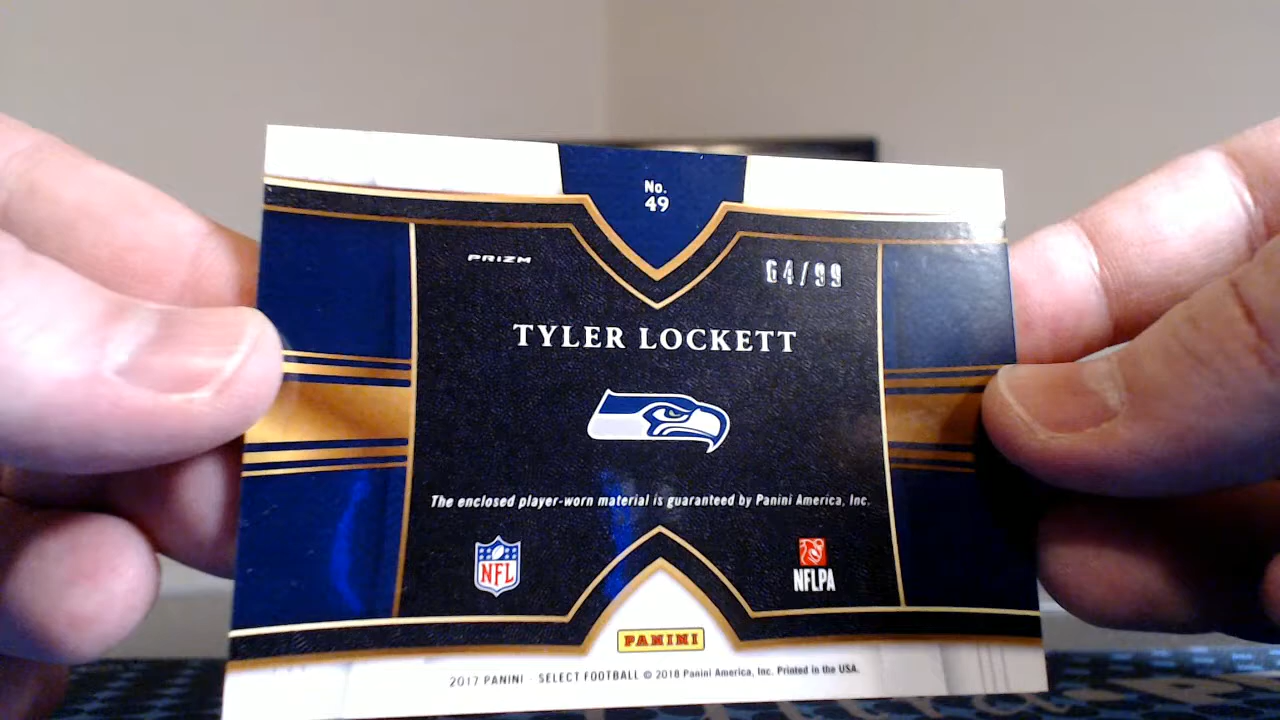 No.
49
PRIZM
64/99
TYLER LOCKETT
The enclosed player-worn material is guaranteed by Panini America, Inc.
NFL
NFLPA
PANINI
2017 PANINI - SELECT FOOTBALL © 2018 Panini America, Inc. Printed in the USA.